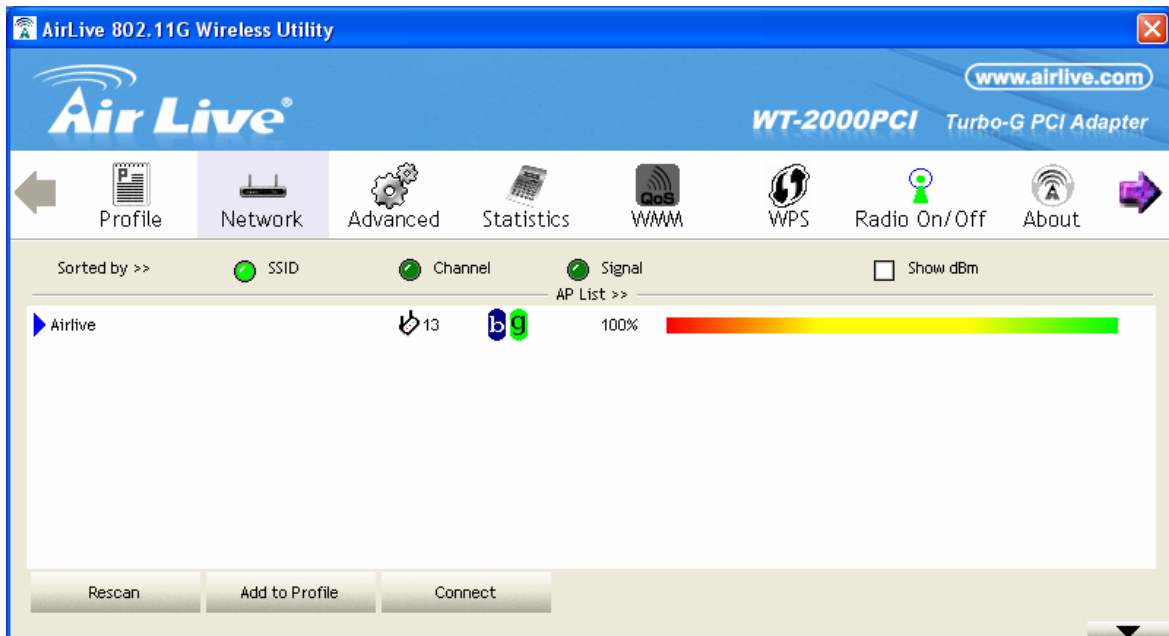 AirLive 802.11G Wireless Utility
www.airlive.com
Air Live®
WT-2000PCI Turbo-G PCI Adapter
P
QoS
Profile Network Advanced Statistics WMM WPS Radio On/Off About
Sorted by >> SSID Channel Signal Show dBm
AP List >>
Airlive 13 b g 100%
Rescan Add to Profile Connect